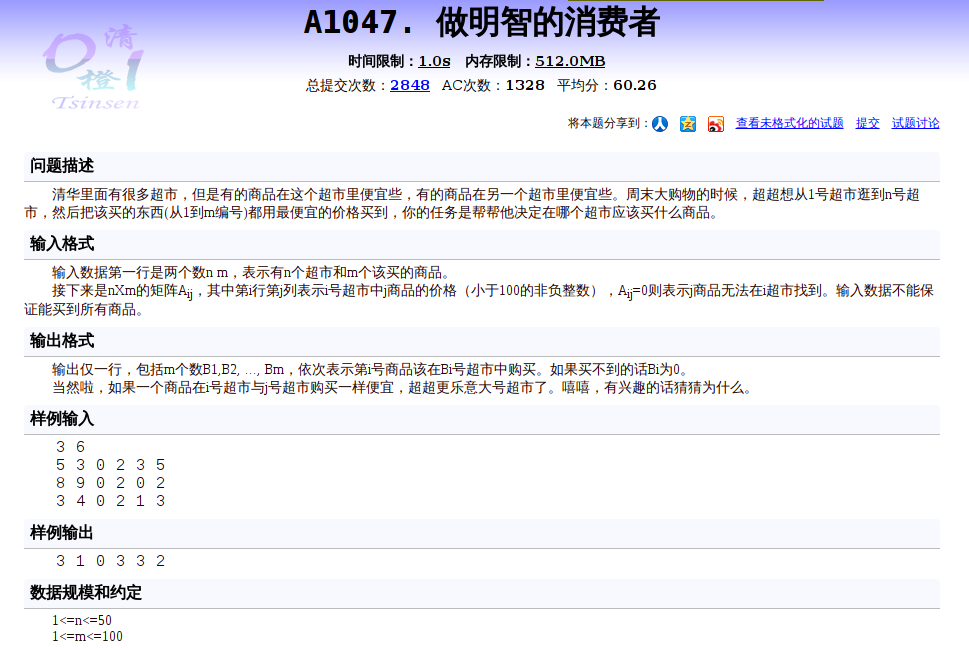 A1047. 做明智的消费者
清橙
Tsinsen
时间限制：1.0s 内存限制：512.0MB
总提交次数：2848 AC次数：1328 平均分：60.26
将本题分享到： 查看未格式化的试题 提交 试题讨论
问题描述
清华里面有很多超市，但是有的商品在这个超市里便宜些，有的商品在另一个超市里便宜些。周末大购物的时候，超超想从1号超市逛到n号超
市，然后把该买的东西(从1到m编号)都用最便宜的价格买到，你的任务是帮帮他决定在哪个超市应该买什么商品。
输入格式
输入数据第一行是两个数n m，表示有n个超市和m个该买的商品。
接下来是nXm的矩阵Aij，其中第i行第j列表示i号超市中j商品的价格（小于100的非负整数），Aij=0则表示j商品无法在i超市找到。输入数据不能保
证能买到所有商品。
输出格式
输出仅一行，包括m个数B1,B2, ..., Bm，依次表示第i号商品该在Bi号超市中购买。如果买不到的话Bi为0。
当然啦，如果一个商品在i号超市与j号超市购买一样便宜，超超更乐意大号超市了。嘻嘻，有兴趣的话猜猜为什么。
样例输入
3 6
5 3 0 2 3 5
8 9 0 2 0 2
3 4 0 2 1 3
样例输出
3 1 0 3 3 2
数据规模和约定
1<=n<=50
1<=m<=100